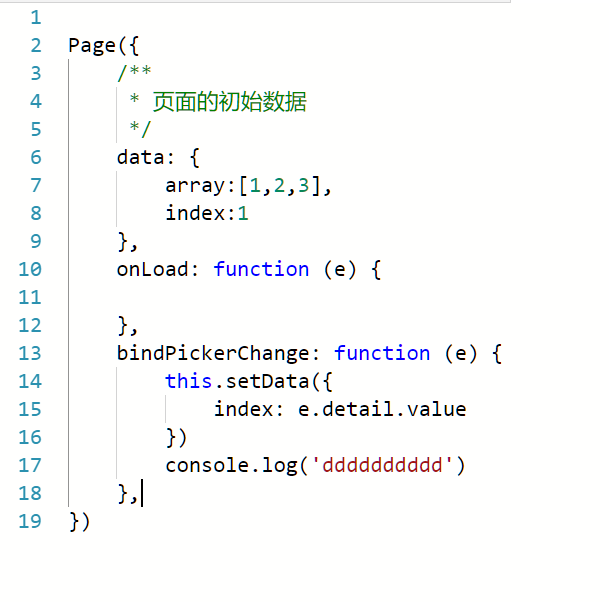 1
2 Page({
3 /**
4 * 页面的初始数据
5 */
6 data: {
7 array:[1,2,3],
8 index:1
9 },
10 onLoad: function (e) {
11
12 },
13 bindPickerChange: function (e) {
14 this.setData({
15 index: e.detail.value
16 })
17 console.log('dddddddddd')
18 },
19 })